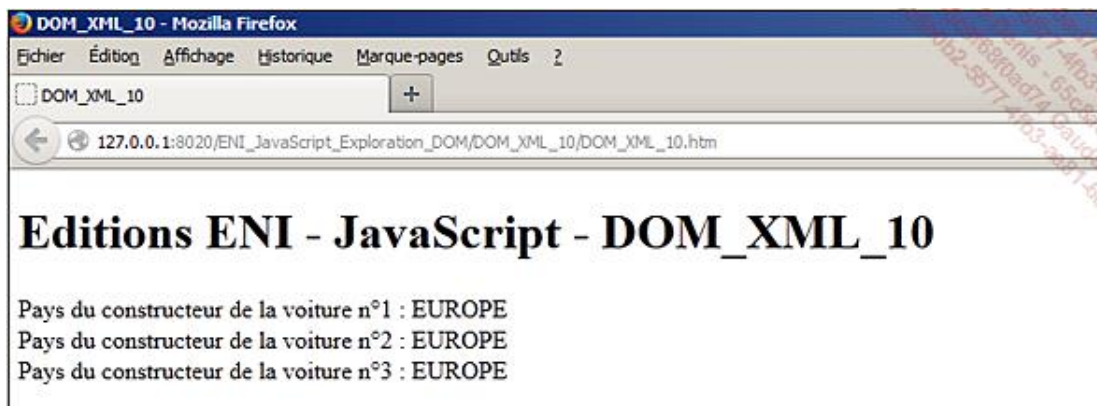 DOM_XML_10 - Mozilla Firefox
Fichier Édition Affichage Historique Marque-pages Outils ?
DOM_XML_10 +
127.0.0.1:8020/ENI_JavaScript_Exploration_DOM/DOM_XML_10/DOM_XML_10.htm
Editions ENI - JavaScript - DOM_XML_10
Pays du constructeur de la voiture n°1 : EUROPE
Pays du constructeur de la voiture n°2 : EUROPE
Pays du constructeur de la voiture n°3 : EUROPE